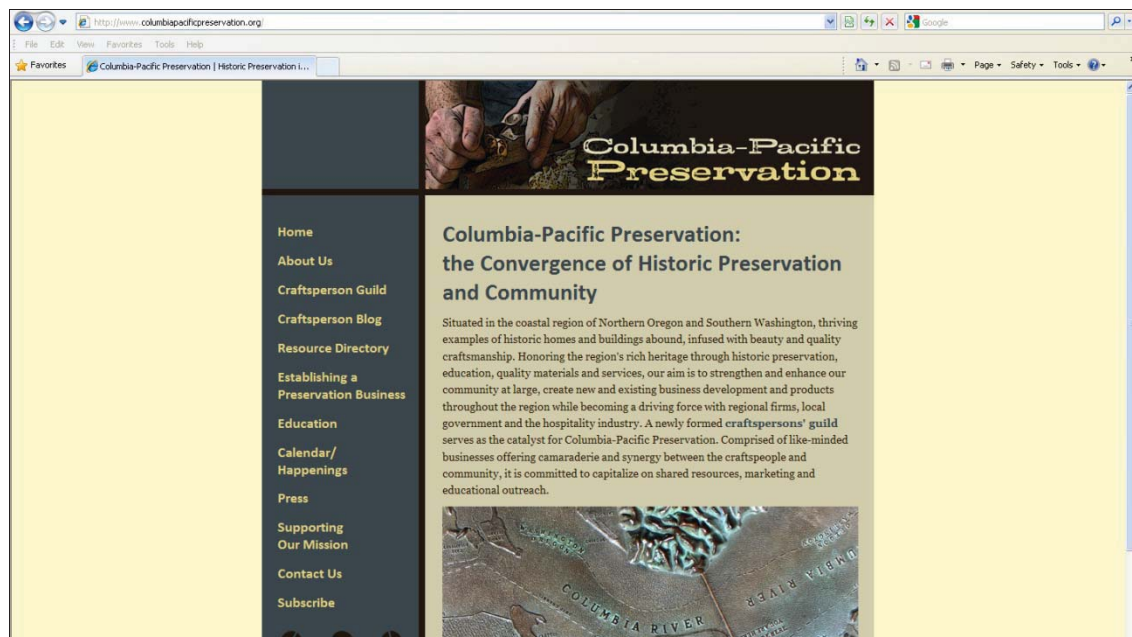 http://www.columbiapacificpreservation.org/
Google
File Edit View Favorites Tools Help
Favorites
Columbia-Pacific Preservation | Historic Preservation i...
Page Safety Tools
Columbia-Pacific
Preservation
Home
About Us
Craftsperson Guild
Craftsperson Blog
Resource Directory
Establishing a
Preservation Business
Education
Calendar/
Happenings
Press
Supporting
Our Mission
Contact Us
Subscribe
Columbia-Pacific Preservation:
the Convergence of Historic Preservation
and Community
Situated in the coastal region of Northern Oregon and Southern Washington, thriving
examples of historic homes and buildings abound, infused with beauty and quality
craftsmanship. Honoring the region's rich heritage through historic preservation,
education, quality materials and services, our aim is to strengthen and enhance our
community at large, create new and existing business development and products
throughout the region while becoming a driving force with regional firms, local
government and the hospitality industry. A newly formed craftspersons' guild
serves as the catalyst for Columbia-Pacific Preservation. Comprised of like-minded
businesses offering camaraderie and synergy between the craftspeople and
community, it is committed to capitalize on shared resources, marketing and
educational outreach.
COLUMBIA RIVER
RIVER